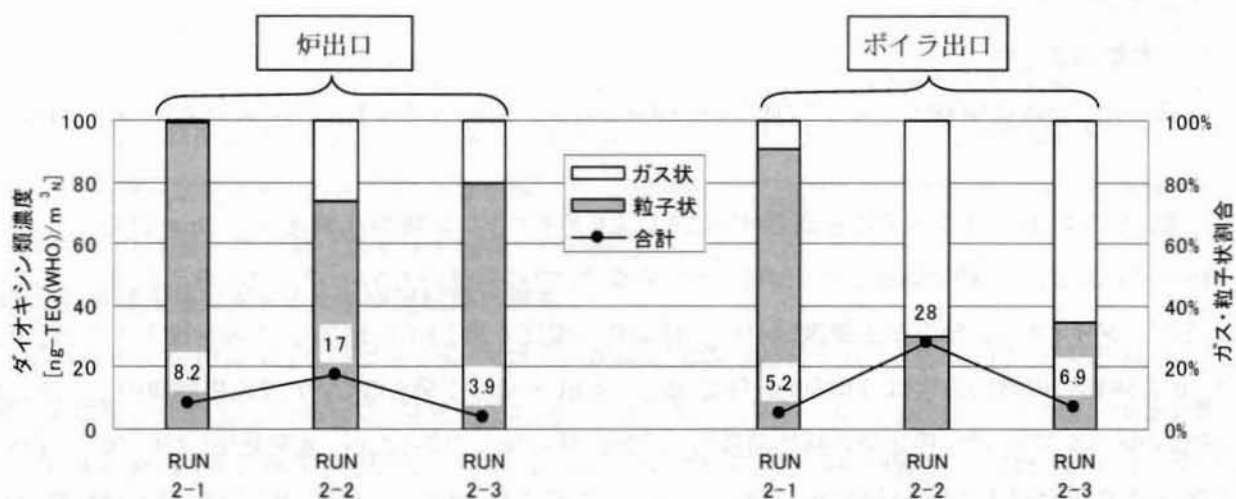 炉出口
ボイラ出口
ダイオキシン類濃度
[ng-TEQ(WHO)/m³N]
100
80
60
40
20
0
ガス状
粒子状
合計
8.2
17
3.9
5.2
28
6.9
100%
80%
60%
40%
20%
0%
ガス・粒子状割合
RUN
2-1
RUN
2-2
RUN
2-3
RUN
2-1
RUN
2-2
RUN
2-3